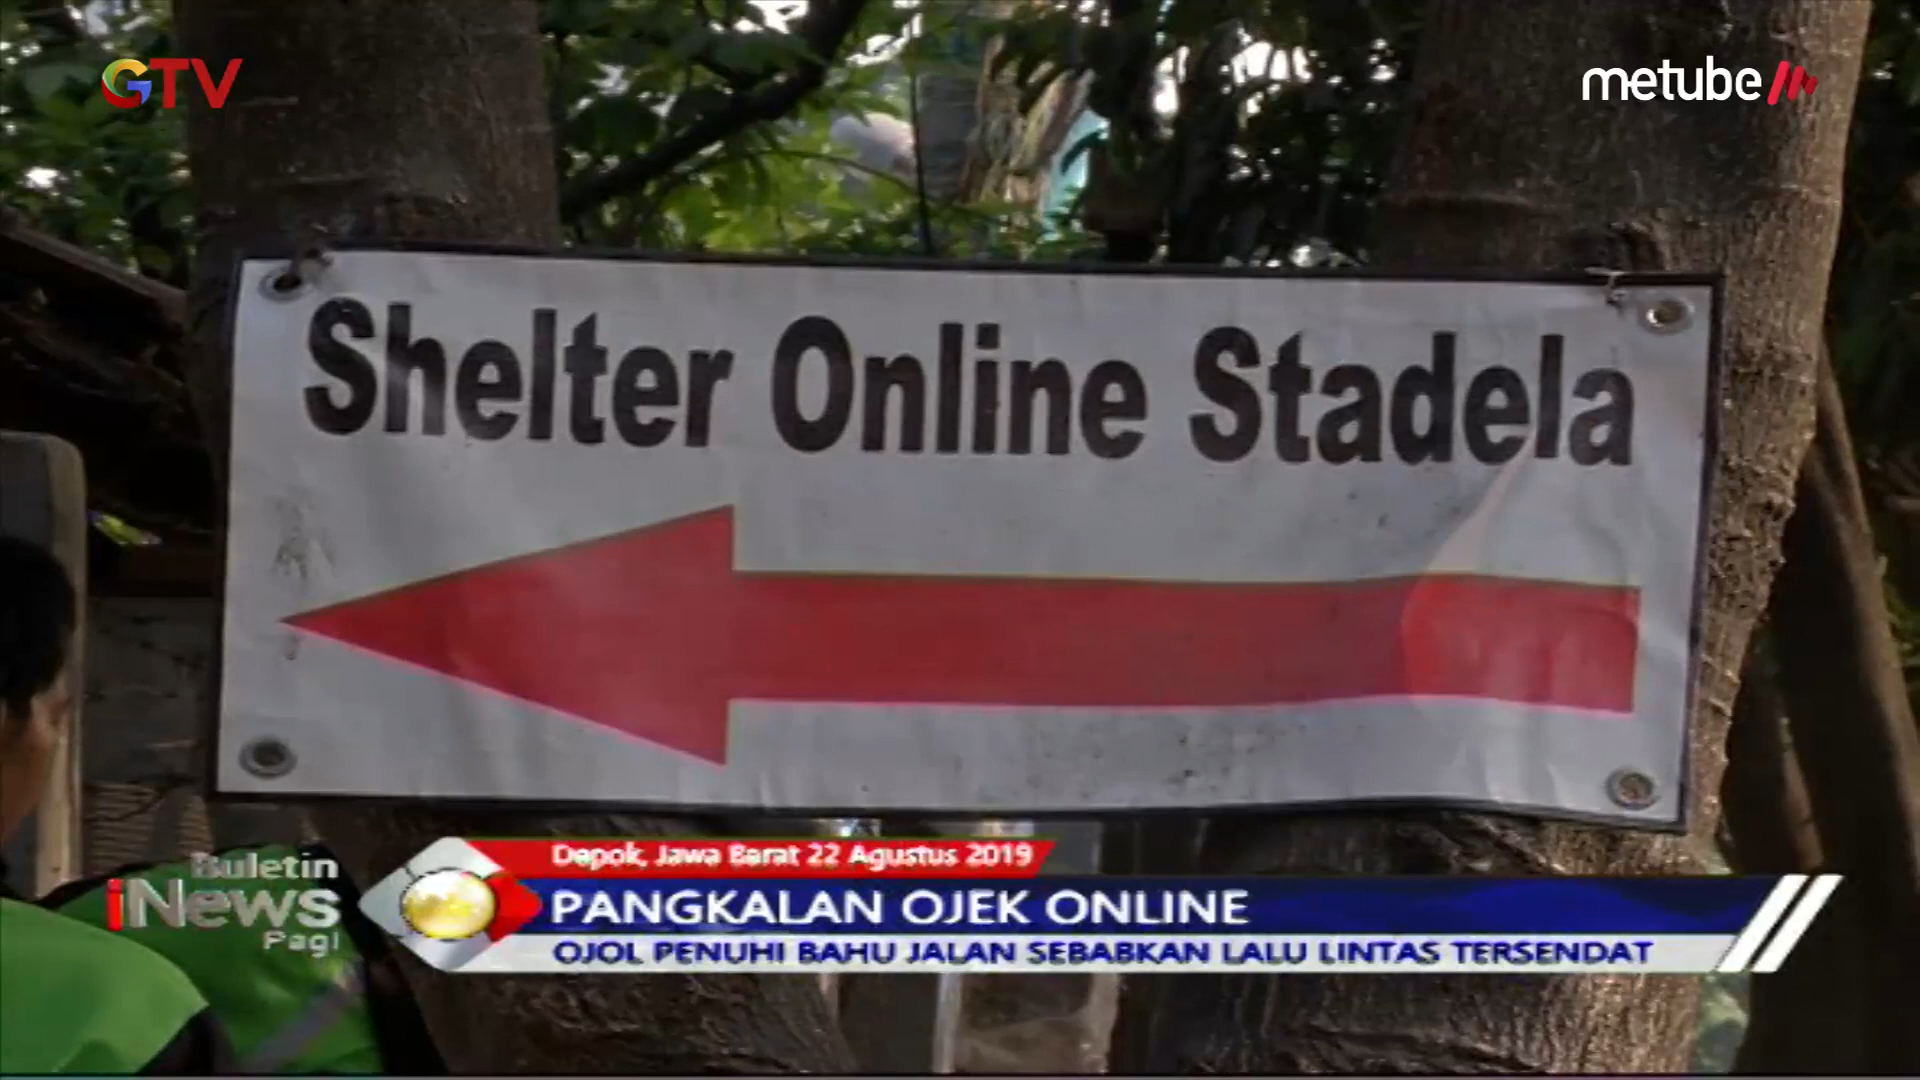 GTV
metube
Shelter Online Stadela
Buletin
iNews
Pagi
Depok, Jawa Barat 22 Agustus 2019
PANGKALAN OJEK ONLINE
OJOL PENUHI BAHU JALAN SEBABKAN LALU LINTAS TERSENDAT